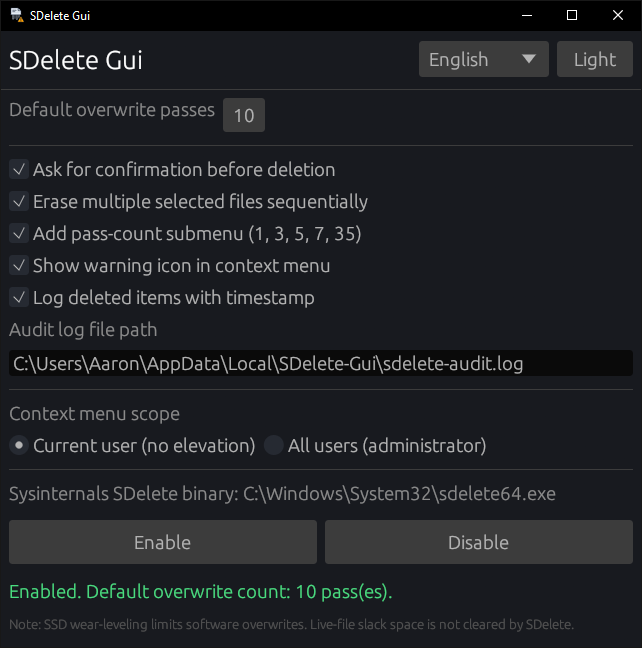 SDelete Gui
SDelete Gui
English
Light
Default overwrite passes 10
Ask for confirmation before deletion
Erase multiple selected files sequentially
Add pass-count submenu (1, 3, 5, 7, 35)
Show warning icon in context menu
Log deleted items with timestamp
Audit log file path
C:\Users\Aaron\AppData\Local\SDelete-Gui\sdelete-audit.log
Context menu scope
Current user (no elevation) All users (administrator)
Sysinternals SDelete binary: C:\Windows\System32\sdelete64.exe
Enable Disable
Enabled. Default overwrite count: 10 pass(es).
Note: SSD wear-leveling limits software overwrites. Live-file slack space is not cleared by SDelete.